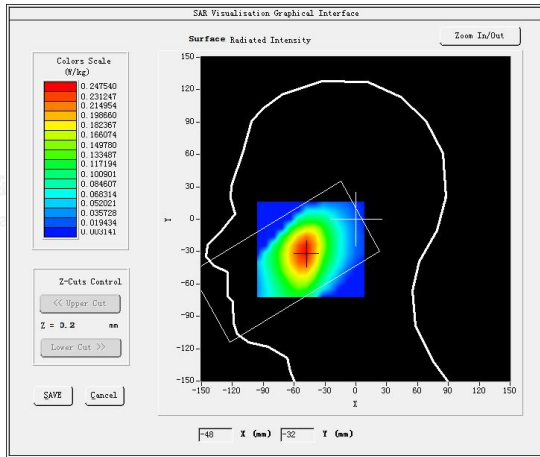 SAR Visualisation Graphical Interface
Surface Radiated Intensity
Zoom In/Out
Colors Scale
(W/kg)
0.247540
0.231247
0.214954
0.198660
0.182367
0.166074
0.149780
0.133487
0.117194
0.100901
0.084607
0.068314
0.052021
0.035728
0.019434
0.003141
150
120
90
60
30
0
-30
-60
-90
-120
-150
Y
-150 -120 -90 -60 -30 0 30 60 90 120 150
X
Z-Cuts Control
<< Upper Cut
Z = 0.2 mm
Lower Cut >>
SAVE Cancel
-48 X (mm) -32 Y (mm)